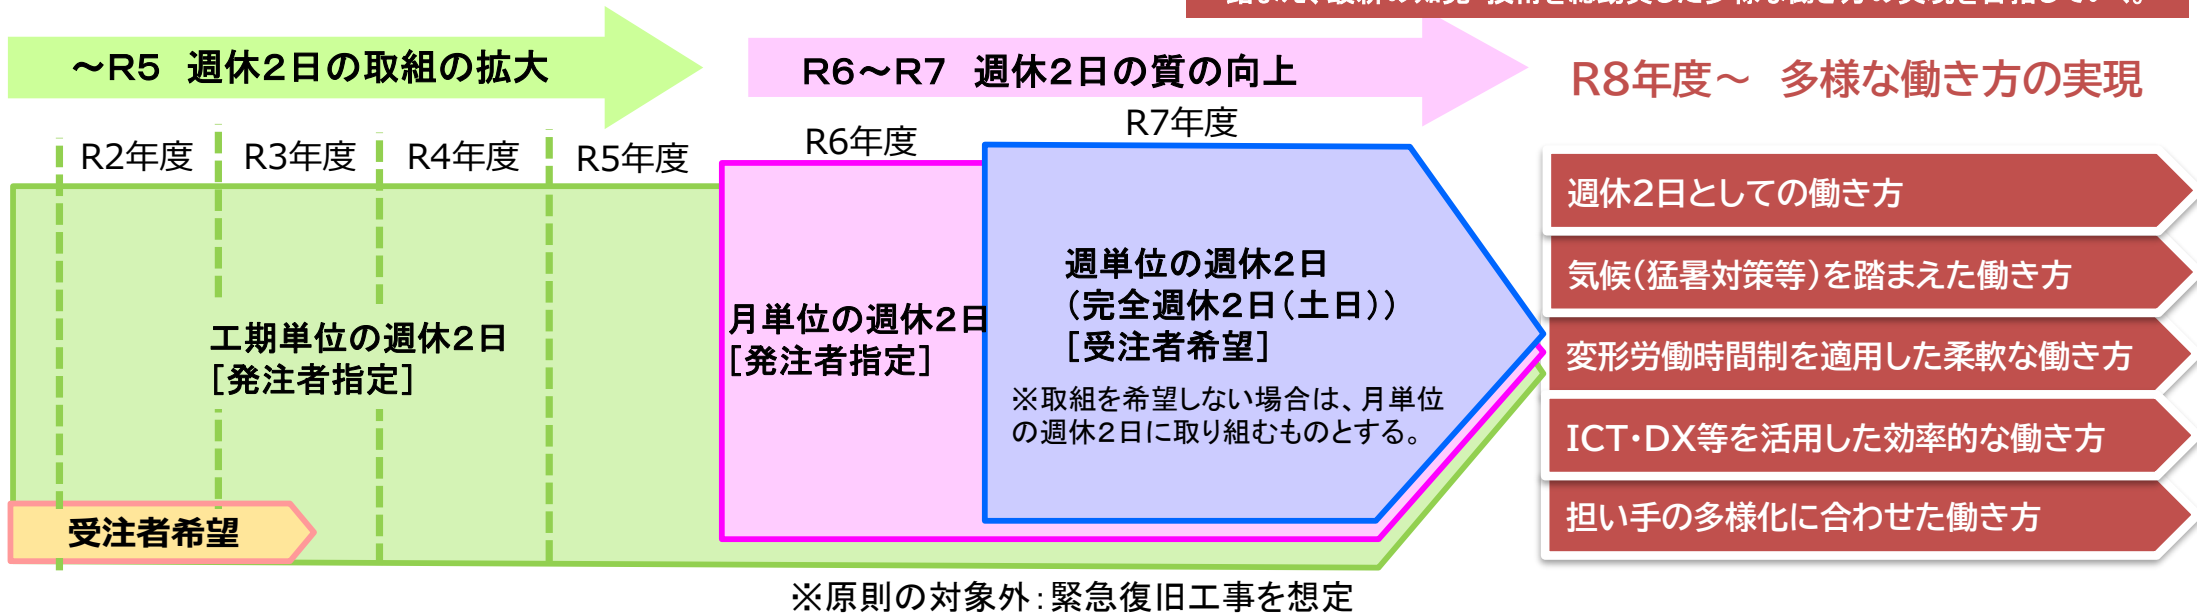 ～R5 週休2日の取組の拡大
R6～R7 週休2日の質の向上
R8年度～ 多様な働き方の実現
R2年度
R3年度
R4年度
R5年度
R6年度
R7年度
工期単位の週休2日
[発注者指定]
受注者希望
月単位の週休2日
[発注者指定]
週単位の週休2日
(完全週休2日(土日))
[受注者希望]
※取組を希望しない場合は、月単位
の週休2日に取り組むものとする。
週休2日としての働き方
気候(猛暑対策等)を踏まえた働き方
変形労働時間制を適用した柔軟な働き方
ICT・DX等を活用した効率的な働き方
担い手の多様化に合わせた働き方
※原則の対象外：緊急復旧工事を想定